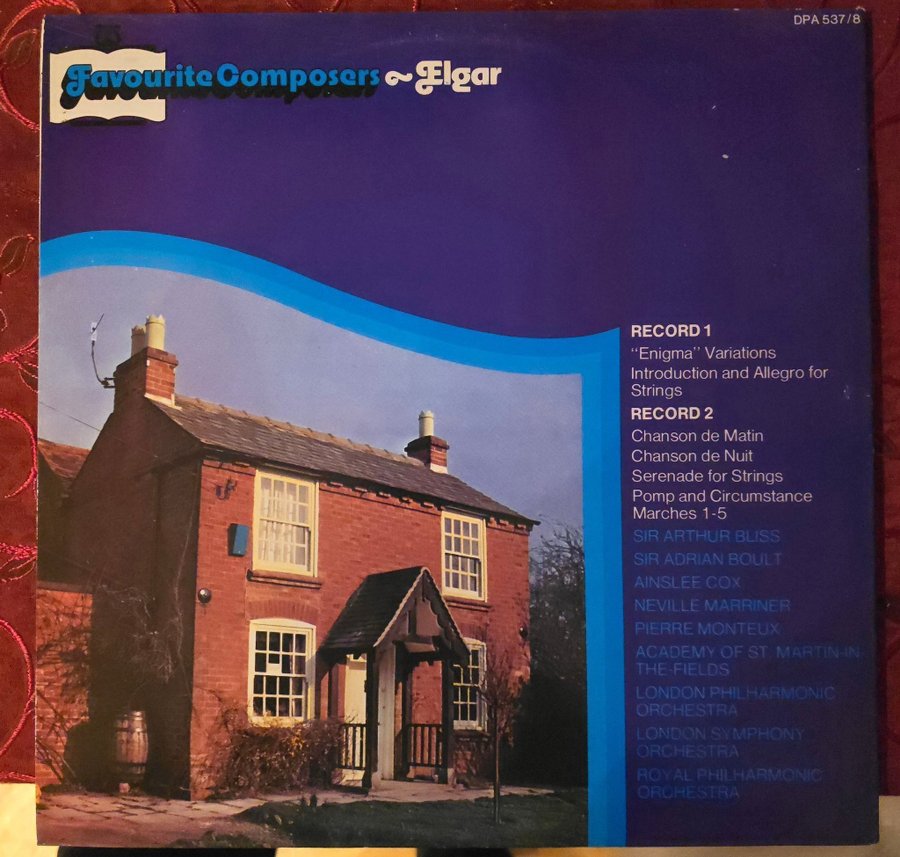 DPA 537/8
Favourite Composers ~ Elgar
RECORD 1
"Enigma" Variations
Introduction and Allegro for
Strings
RECORD 2
Chanson de Matin
Chanson de Nuit
Serenade for Strings
Pomp and Circumstance
Marches 1-5
SIR ARTHUR BLISS
SIR ADRIAN BOULT
AINSLEE COX
NEVILLE MARRINER
PIERRE MONTEUX
ACADEMY OF ST. MARTIN-IN-
THE-FIELDS
LONDON PHILHARMONIC
ORCHESTRA
LONDON SYMPHONY
ORCHESTRA
ROYAL PHILHARMONIC
ORCHESTRA